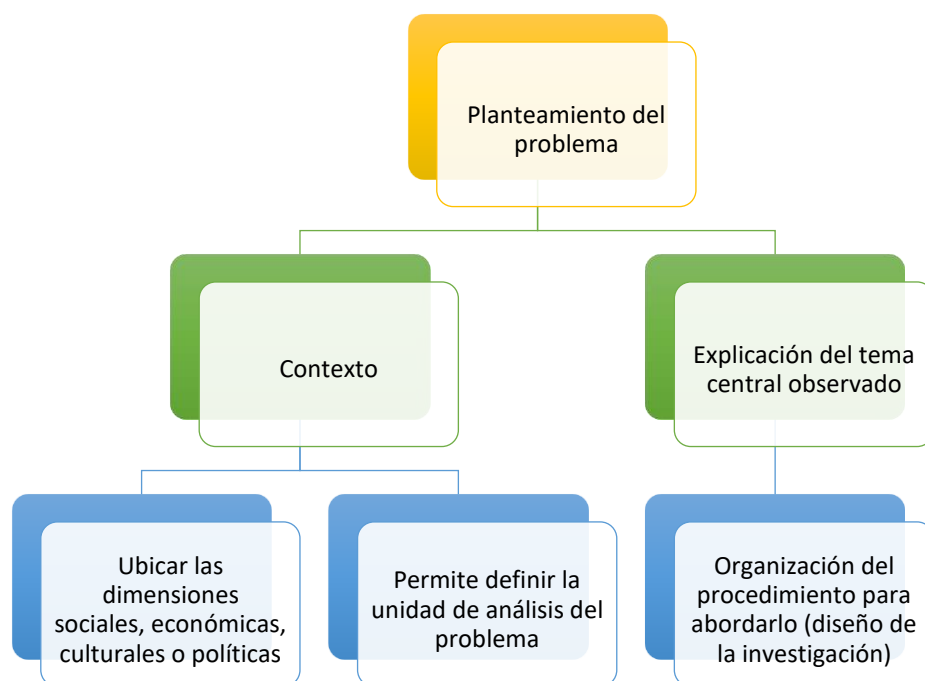 Planteamiento del
problema
Contexto
Explicación del tema
central observado
Ubicar las
dimensiones
sociales, económicas,
culturales o políticas
Permite definir la
unidad de análisis del
problema
Organización del
procedimiento para
abordarlo (diseño de
la investigación)